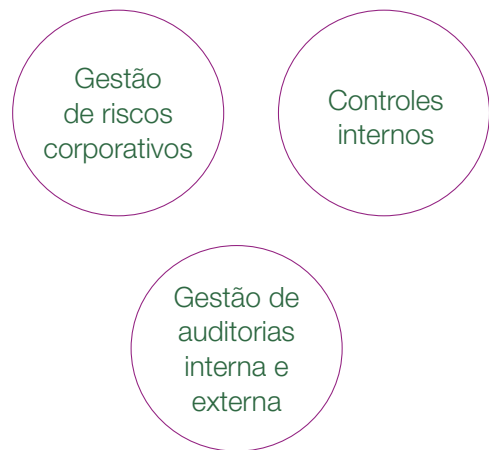 Gestão
de riscos
corporativos
Controles
internos
Gestão de
auditorias
interna e
externa